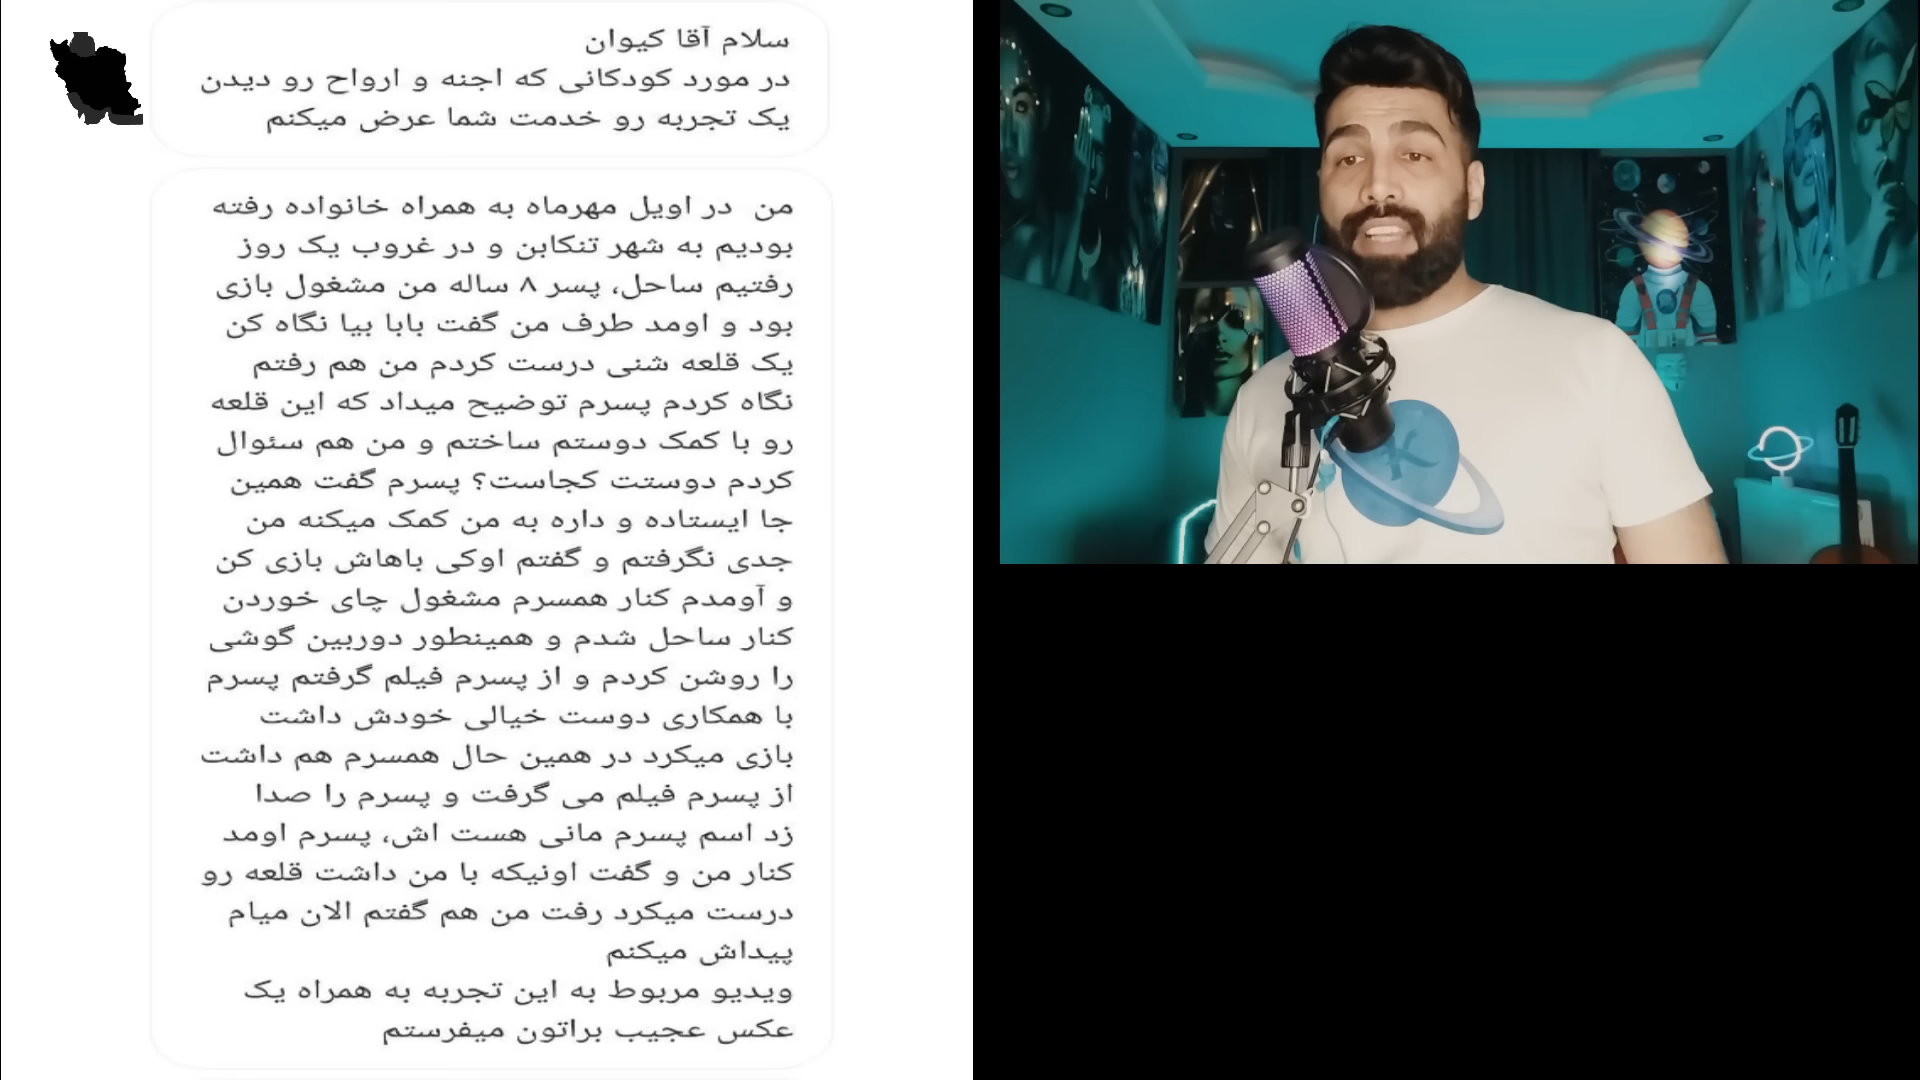 سلام آقا کیوان
در مورد کودکانی که اجنه و ارواح رو دیدن
یک تجربه رو خدمت شما عرض میکنم
من در اویل مهرماه به همراه خانواده رفته
بودیم به شهر تنکابن و در غروب یک روز
رفتیم ساحل، پسر ۸ ساله من مشغول بازی
بود و اومد طرف من گفت بابا بیا نگاه کن
یک قلعه شنی درست کردم من هم رفتم
نگاه کردم پسرم توضیح میداد که این قلعه
رو با کمک دوستم ساختم و من هم سئوال
کردم دوستت کجاست؟ پسرم گفت همین
جا ایستاده و داره به من کمک میکنه من
جدی نگرفتم و گفتم اوکی باهاش بازی کن
و آومدم کنار همسرم مشغول چای خوردن
کنار ساحل شدم و همینطور دوربین گوشی
را روشن کردم و از پسرم فیلم گرفتم پسرم
با همکاری دوست خیالی خودش داشت
بازی میکرد در همین حال همسرم هم داشت
از پسرم فیلم می گرفت و پسرم را صدا
زد اسم پسرم مانی هست اش، پسرم اومد
کنار من و گفت اونیکه با من داشت قلعه رو
درست میکرد رفت من هم گفتم الان میام
پیداش میکنم
ویدیو مربوط به این تجربه به همراه یک
عکس عجیب براتون میفرستم
K